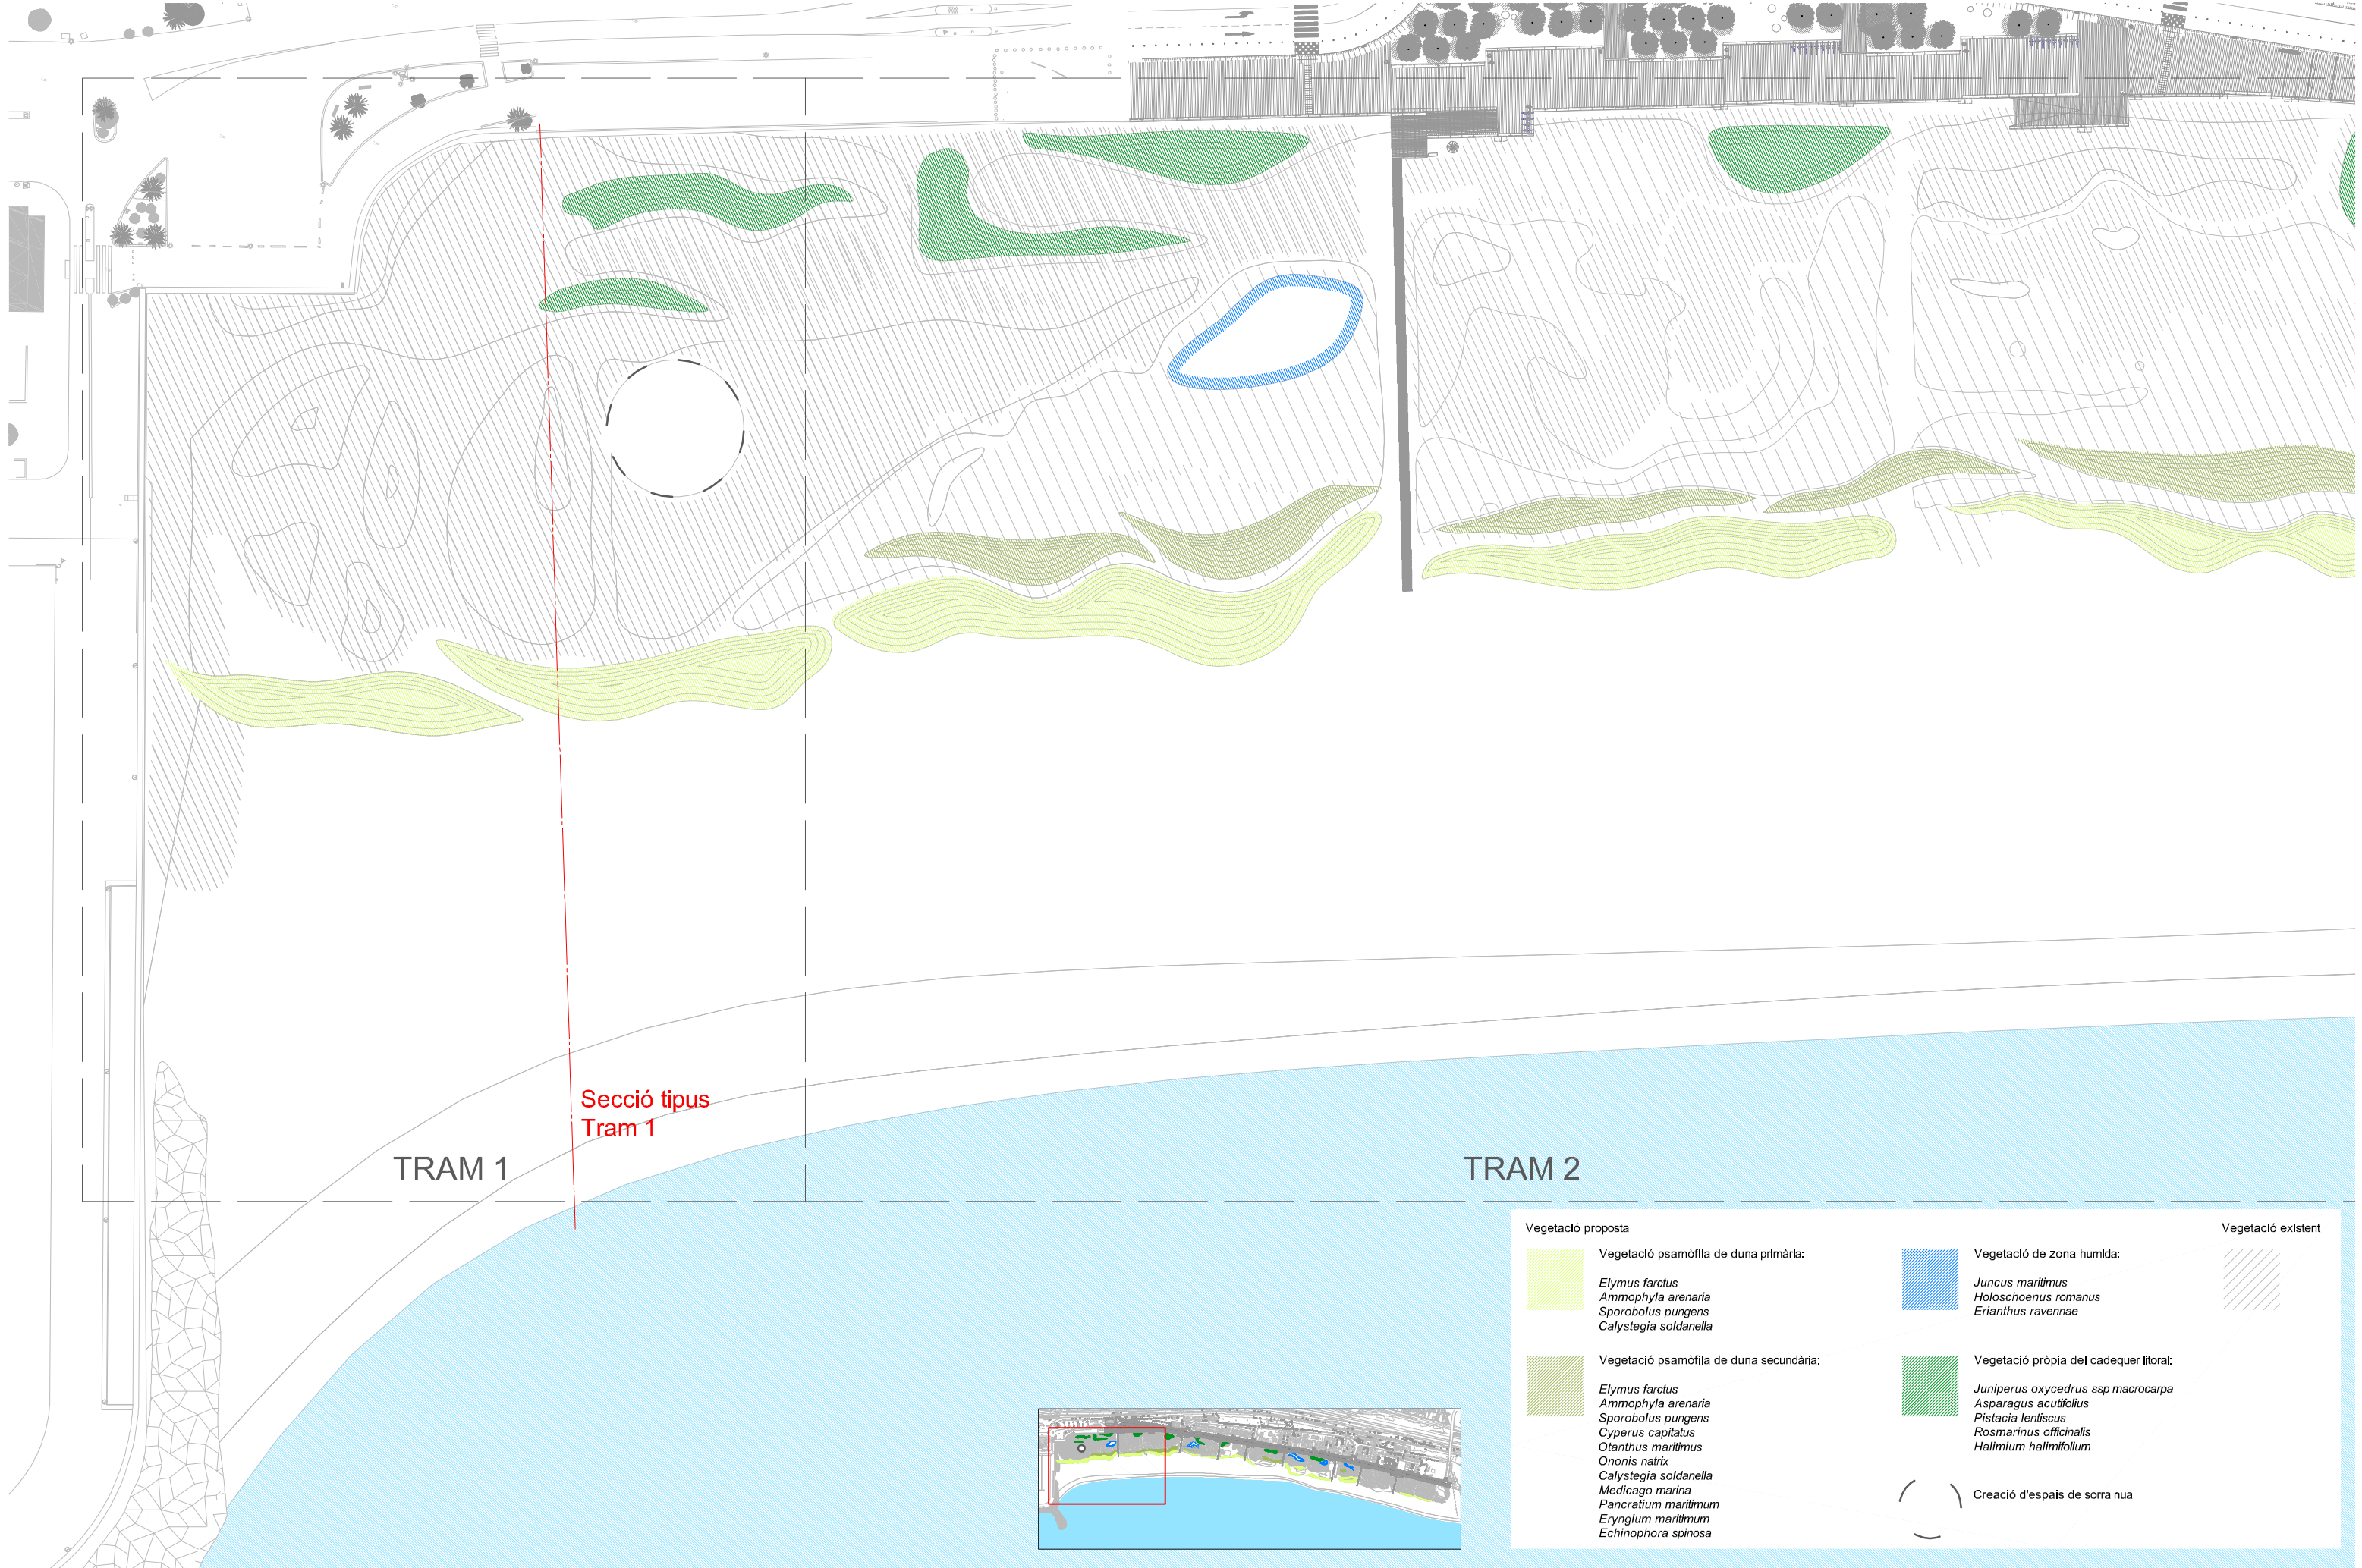 Secció tipus
Tram 1
TRAM 1
TRAM 2
Vegetació proposta
Vegetació psamòfila de duna primària:
Elymus farctus
Ammophyla arenaria
Sporobolus pungens
Calystegia soldanella
Vegetació psamòfila de duna secundària:
Elymus farctus
Ammophyla arenaria
Sporobolus pungens
Cyperus capitatus
Otanthus maritimus
Ononis natrix
Calystegia soldanella
Medicago marina
Pancratium maritimum
Eryngium maritimum
Echinophora spinosa
Vegetació de zona humida:
Juncus maritimus
Holoschoenus romanus
Erianthus ravennae
Vegetació pròpia del cadequer litoral:
Juniperus oxycedrus ssp macrocarpa
Asparagus acutifolius
Pistacia lentiscus
Rosmarinus officinalis
Halimium halimifolium
Creació d'espais de sorra nua
Vegetació existent